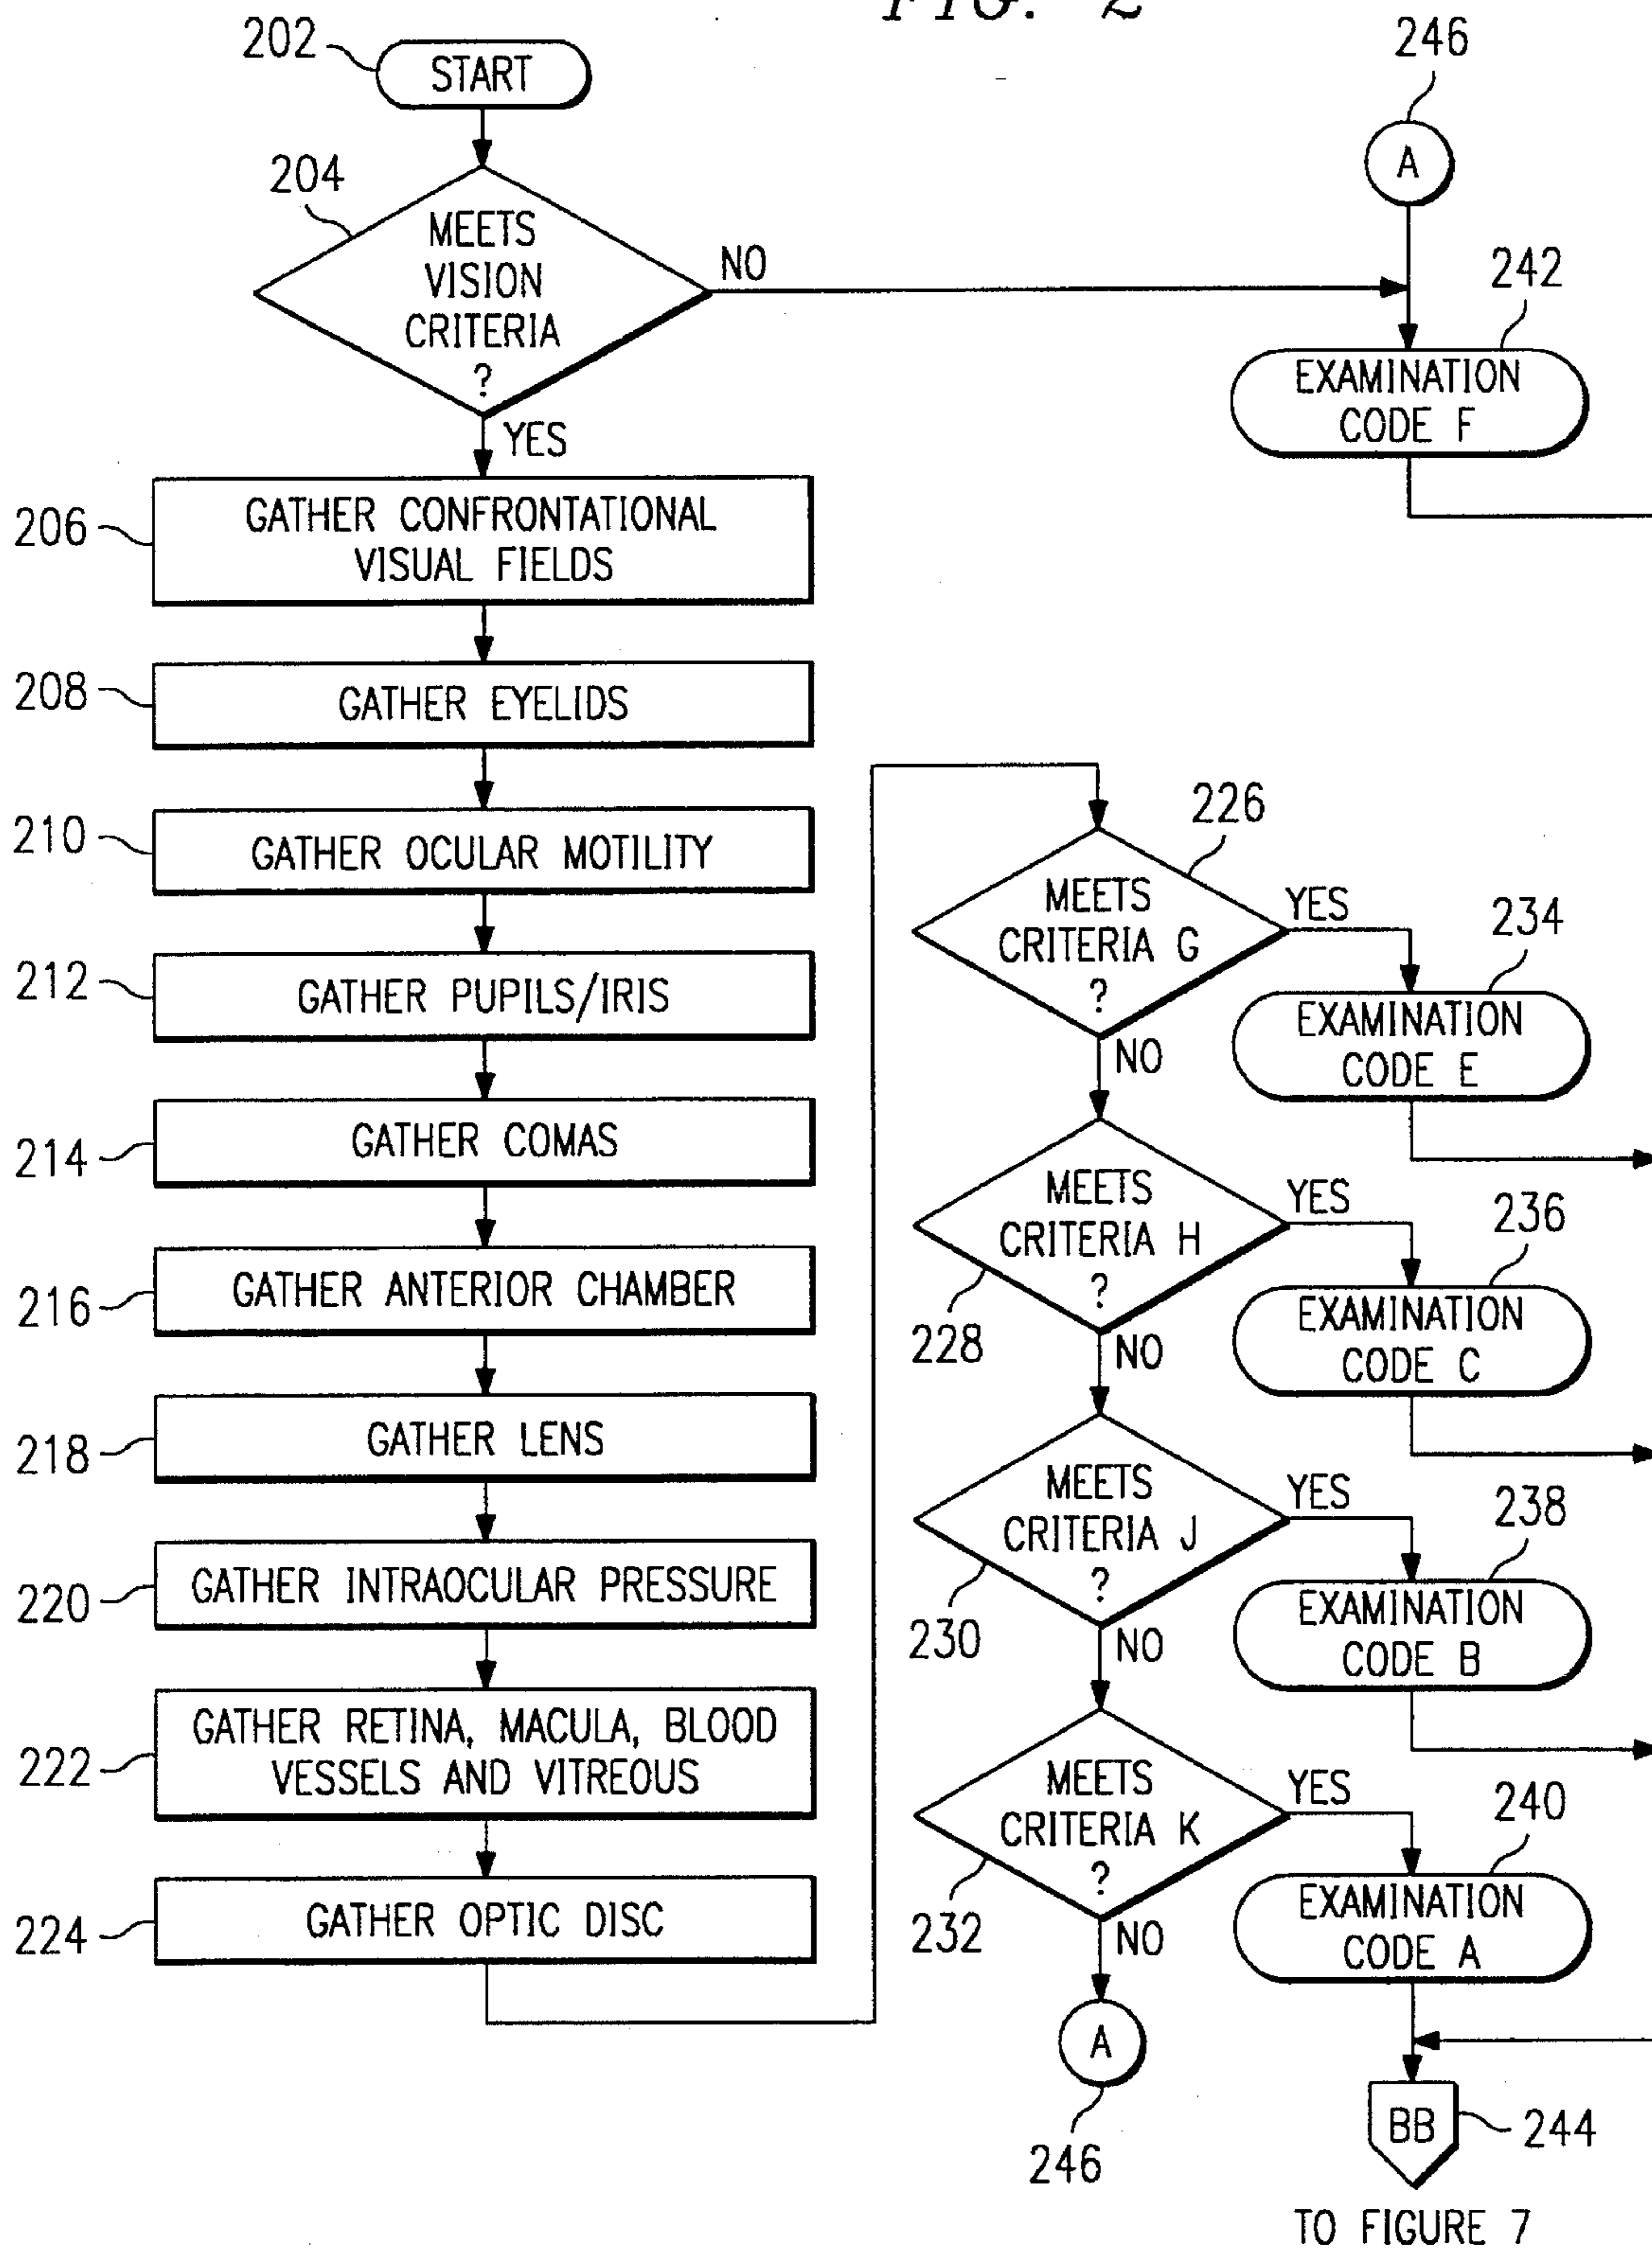 FIG. 2
202
START
204
MEETS
VISION
CRITERIA
?
NO
YES
246
A
242
EXAMINATION
CODE F
206
GATHER CONFRONTATIONAL
VISUAL FIELDS
208
GATHER EYELIDS
210
GATHER OCULAR MOTILITY
212
GATHER PUPILS/IRIS
214
GATHER COMAS
216
GATHER ANTERIOR CHAMBER
218
GATHER LENS
220
GATHER INTRAOCULAR PRESSURE
222
GATHER RETINA, MACULA, BLOOD
VESSELS AND VITREOUS
224
GATHER OPTIC DISC
226
MEETS
CRITERIA G
?
YES
NO
234
EXAMINATION
CODE E
228
MEETS
CRITERIA H
?
YES
NO
236
EXAMINATION
CODE C
230
MEETS
CRITERIA J
?
YES
NO
238
EXAMINATION
CODE B
232
MEETS
CRITERIA K
?
YES
NO
240
EXAMINATION
CODE A
A
246
BB
244
TO FIGURE 7